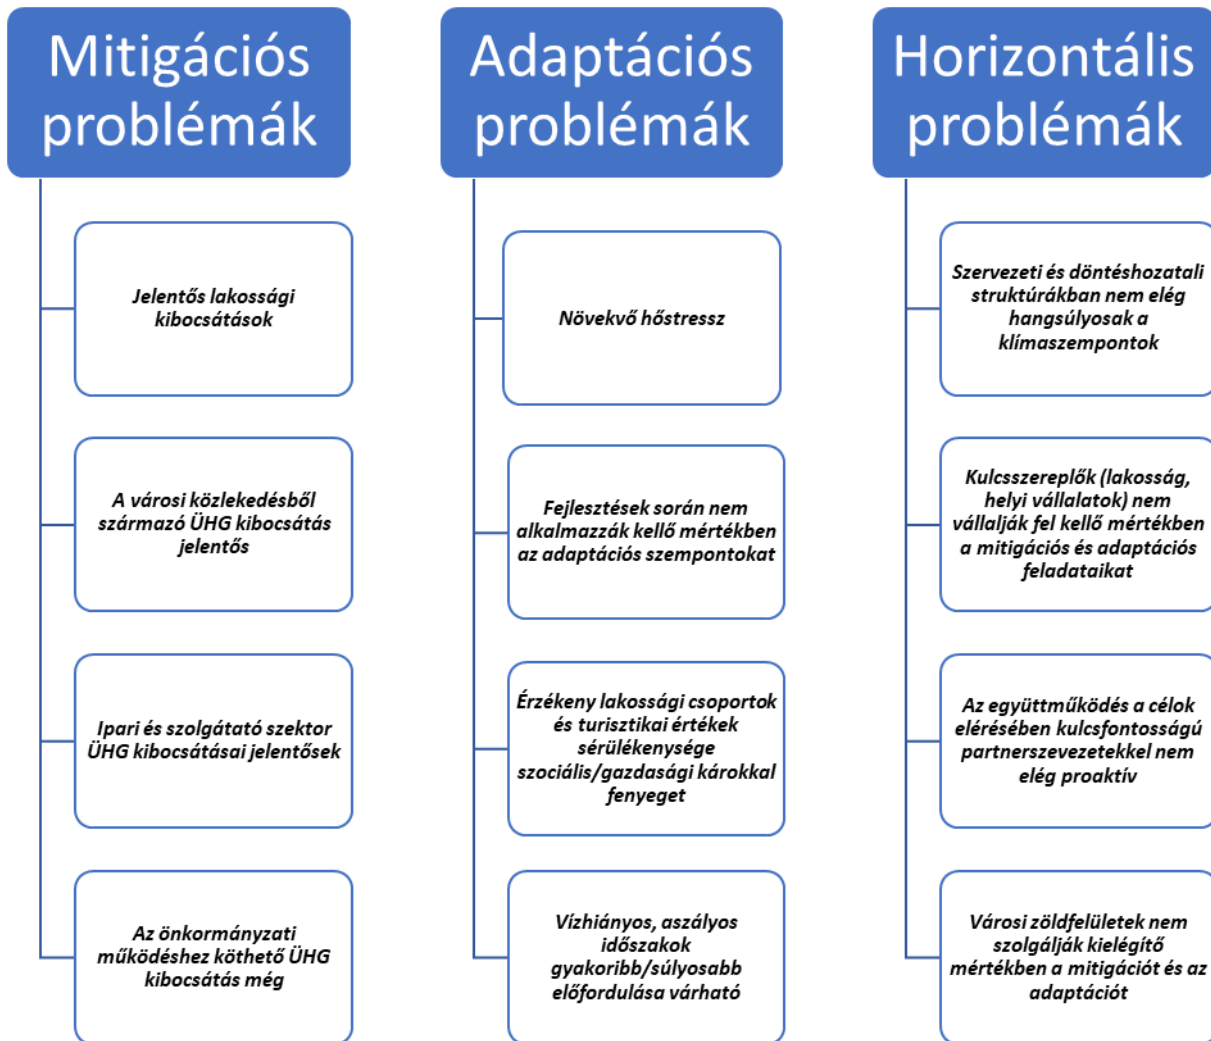 Mitigációs
problémák
Jelentős lakossági
kibocsátások
A városi közlekedésből
származó ÜHG kibocsátás
jelentős
Ipari és szolgátató szektor
ÜHG kibocsátásai jelentősek
Az önkormányzati
működéshez köthető ÜHG
kibocsátás még
Adaptációs
problémák
Növekvő hőstressz
Fejlesztések során nem
alkalmazzák kellő mértékben
az adaptációs szempontokat
Érzékeny lakossági csoportok
és turisztikai értékek
sérülékenysége
szociális/gazdasági károkkal
fenyeget
Vízhiányos, aszályos
időszakok
gyakoribb/súlyosabb
előfordulása várható
Horizontális
problémák
Szervezeti és döntéshozatali
struktúrákban nem elég
hangsúlyosak a
klímaszempontok
Kulcsszereplők (lakosság,
helyi vállalatok) nem
vállalják fel kellő mértékben
a mitigációs és adaptációs
feladataikat
Az együttműködés a célok
elérésében kulcsfontosságú
partnerszevezetekkel nem
elég proaktív
Városi zöldfelületek nem
szolgálják kielégítő
mértékben a mitigációt és az
adaptációt